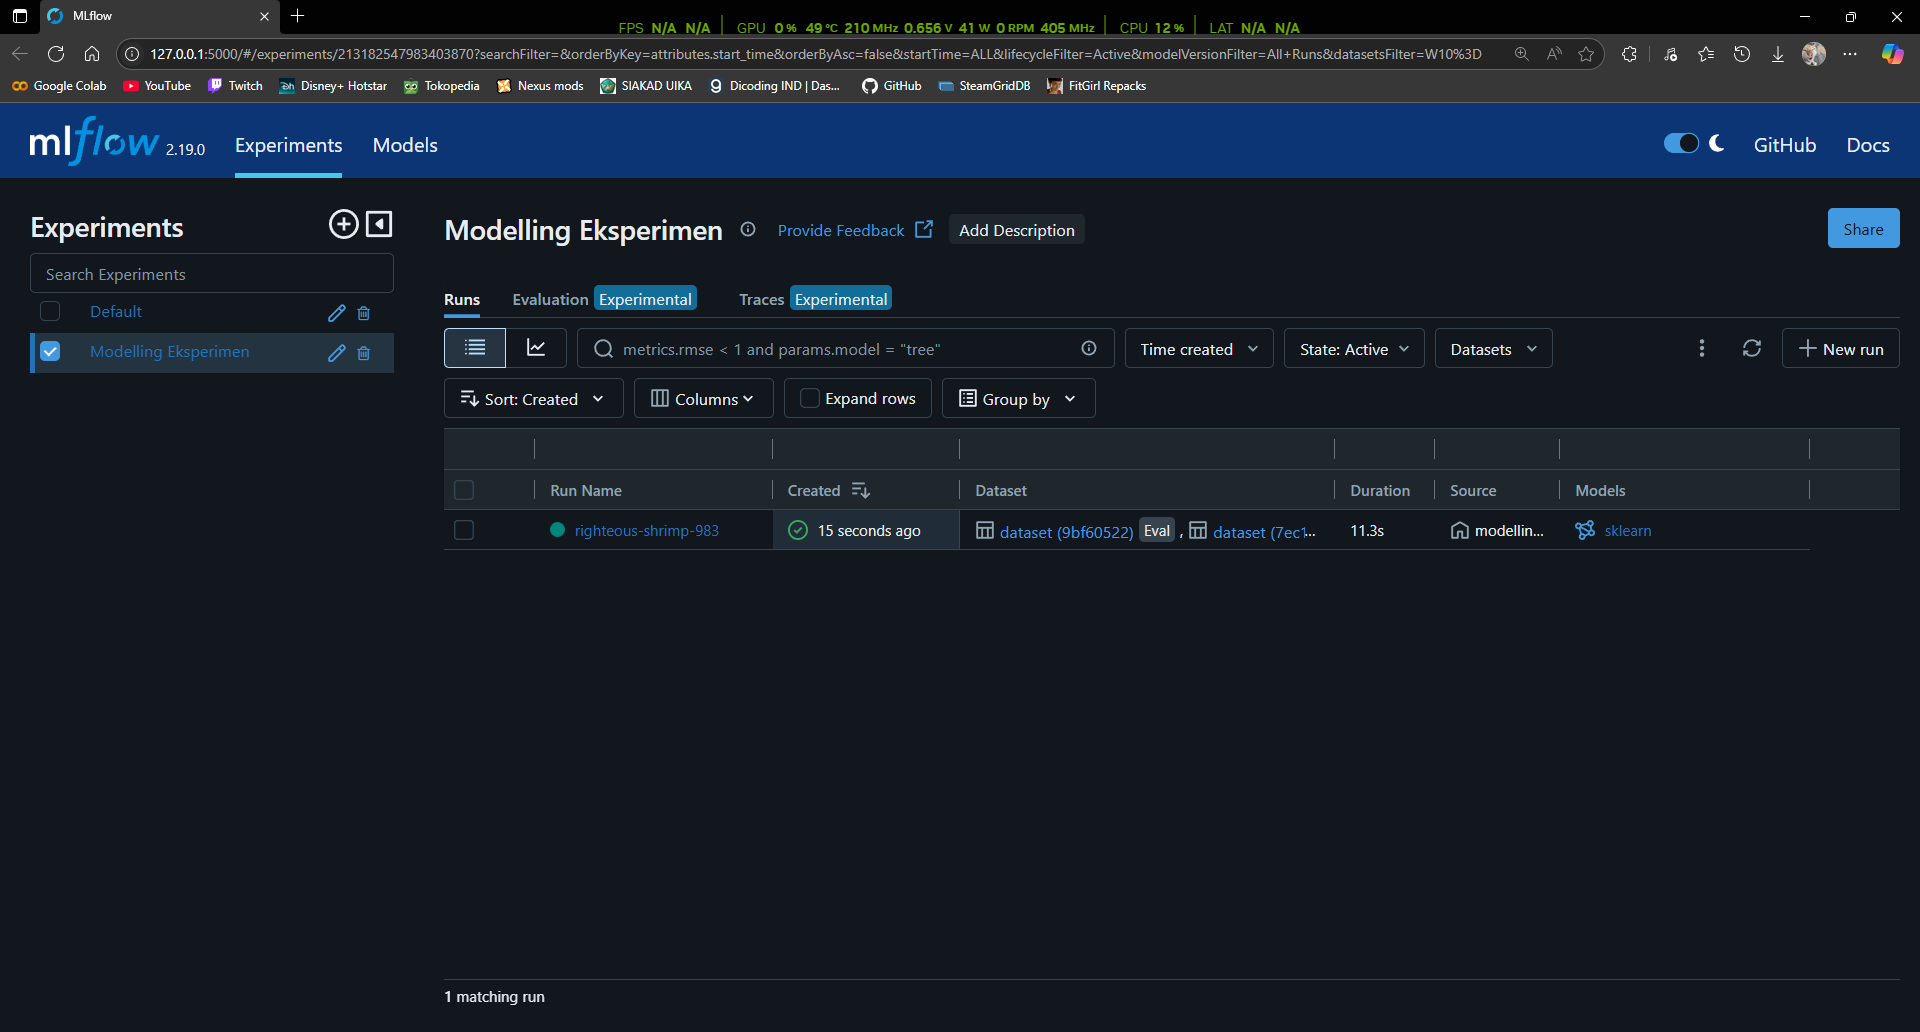 MLflow
FPS N/A N/A GPU 0 % 49 °C 210 MHz 0.656 V 41 W 0 RPM 405 MHz CPU 12 % LAT N/A N/A
127.0.0.1:5000/#/experiments/213182547983403870?searchFilter=&orderByKey=attributes.start_time&orderByAsc=false&startTime=ALL&lifecycleFilter=Active&modelVersionFilter=All+Runs&datasetsFilter=W10%3D
Google Colab YouTube Twitch Disney+ Hotstar Tokopedia Nexus mods SIAKAD UIKA Dicoding IND | Das... GitHub SteamGridDB FitGirl Repacks
mlflow 2.19.0 Experiments Models GitHub Docs
Experiments
Search Experiments
Default
Modelling Eksperimen
Modelling Eksperimen Provide Feedback Add Description Share
Runs Evaluation Experimental Traces Experimental
metrics.rmse < 1 and params.model = "tree" Time created State: Active Datasets New run
Sort: Created Columns Expand rows Group by
Run Name Created Dataset Duration Source Models
righteous-shrimp-983 15 seconds ago dataset (9bf60522) Eval , dataset (7ec1... 11.3s modellin... sklearn
1 matching run